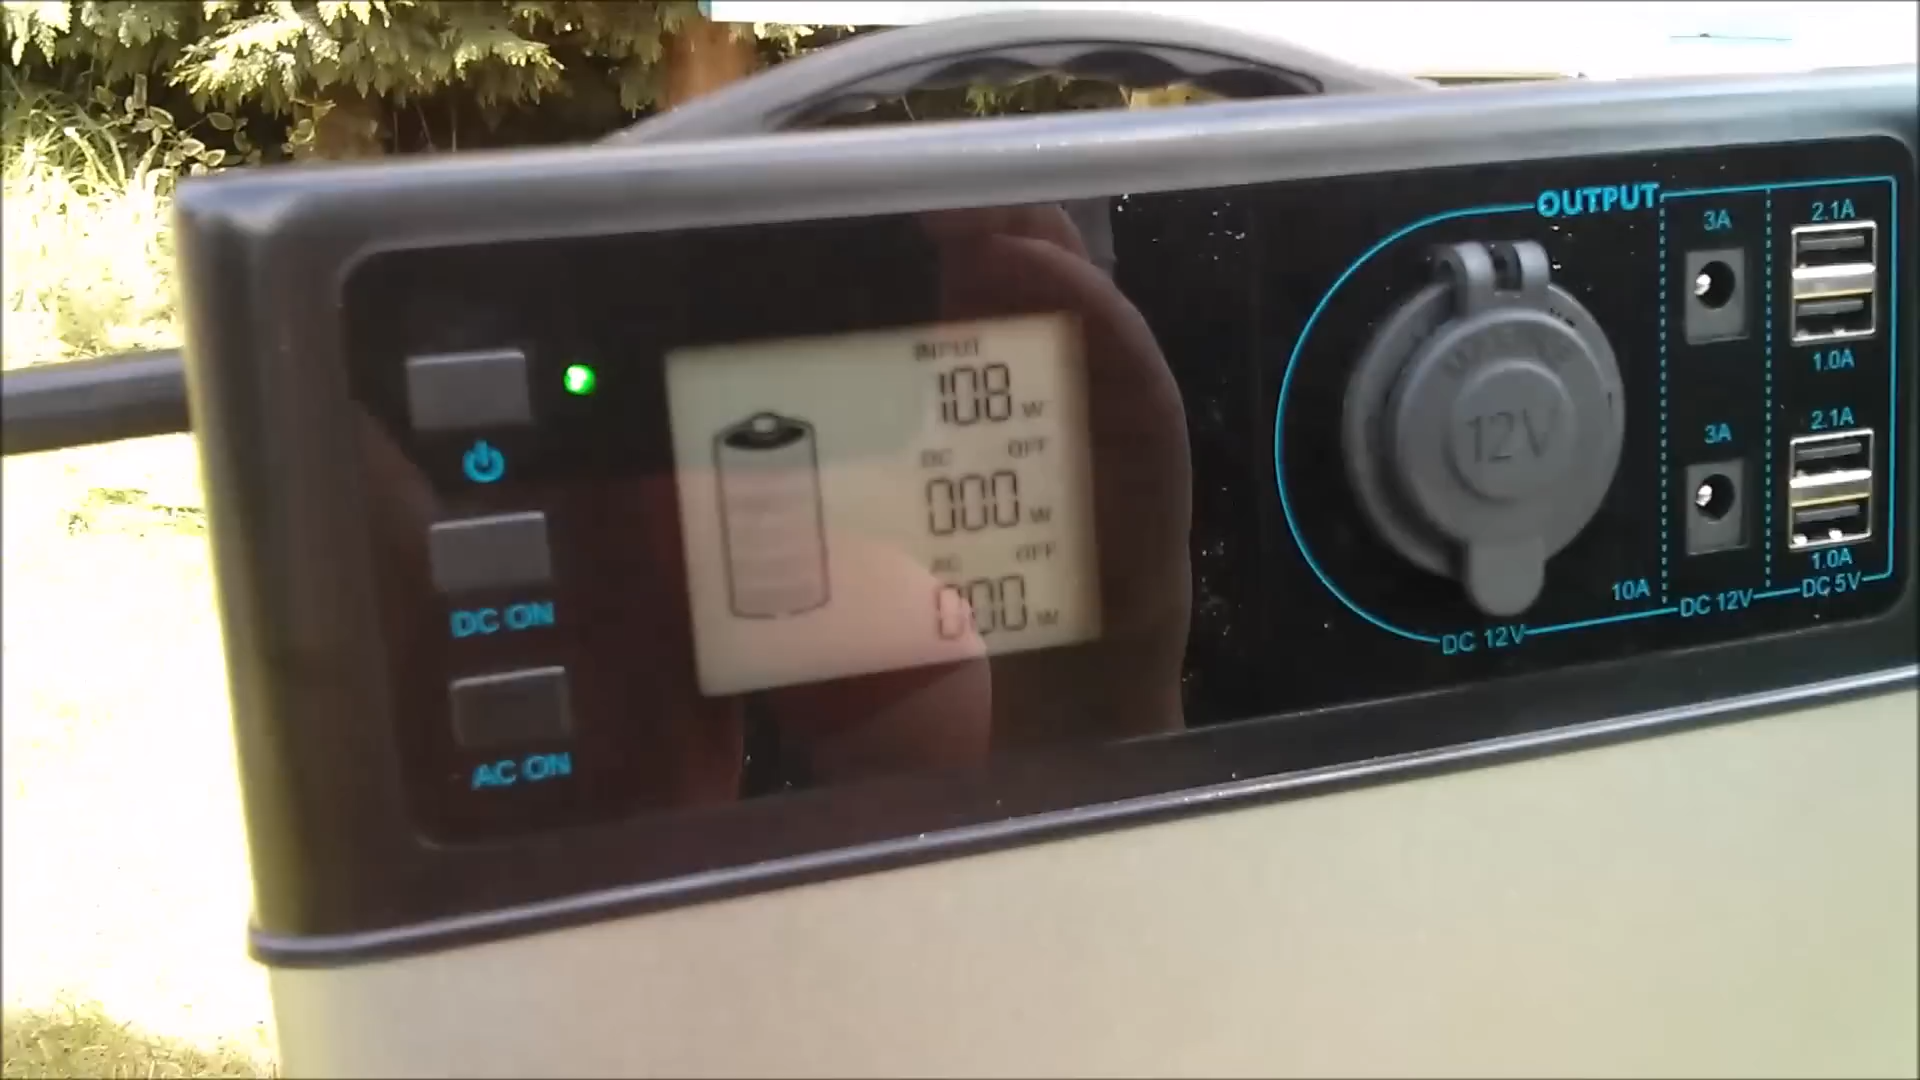 DC ON
AC ON
INPUT
108 W
DC OFF
000 W
AC OFF
000 W
OUTPUT
12V
10A
DC 12V
3A
3A
DC 12V
2.1A
1.0A
2.1A
1.0A
DC 5V